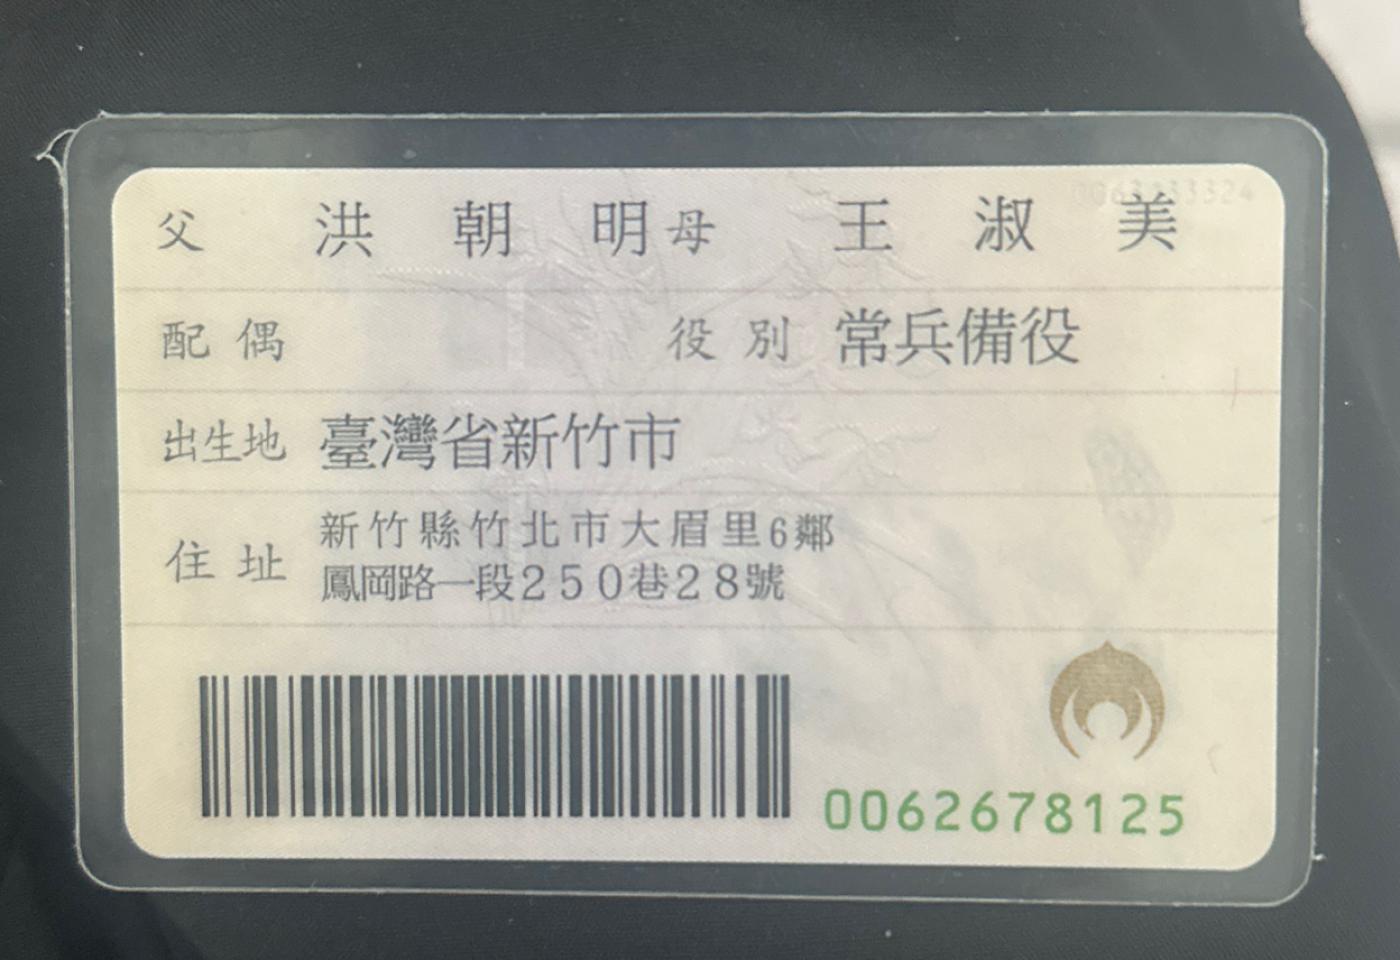 父 洪朝明 母 王淑美
配偶 役別 常兵備役
出生地 臺灣省新竹市
住址 新竹縣竹北市大眉里6鄰
鳳岡路一段250巷28號
0062678125